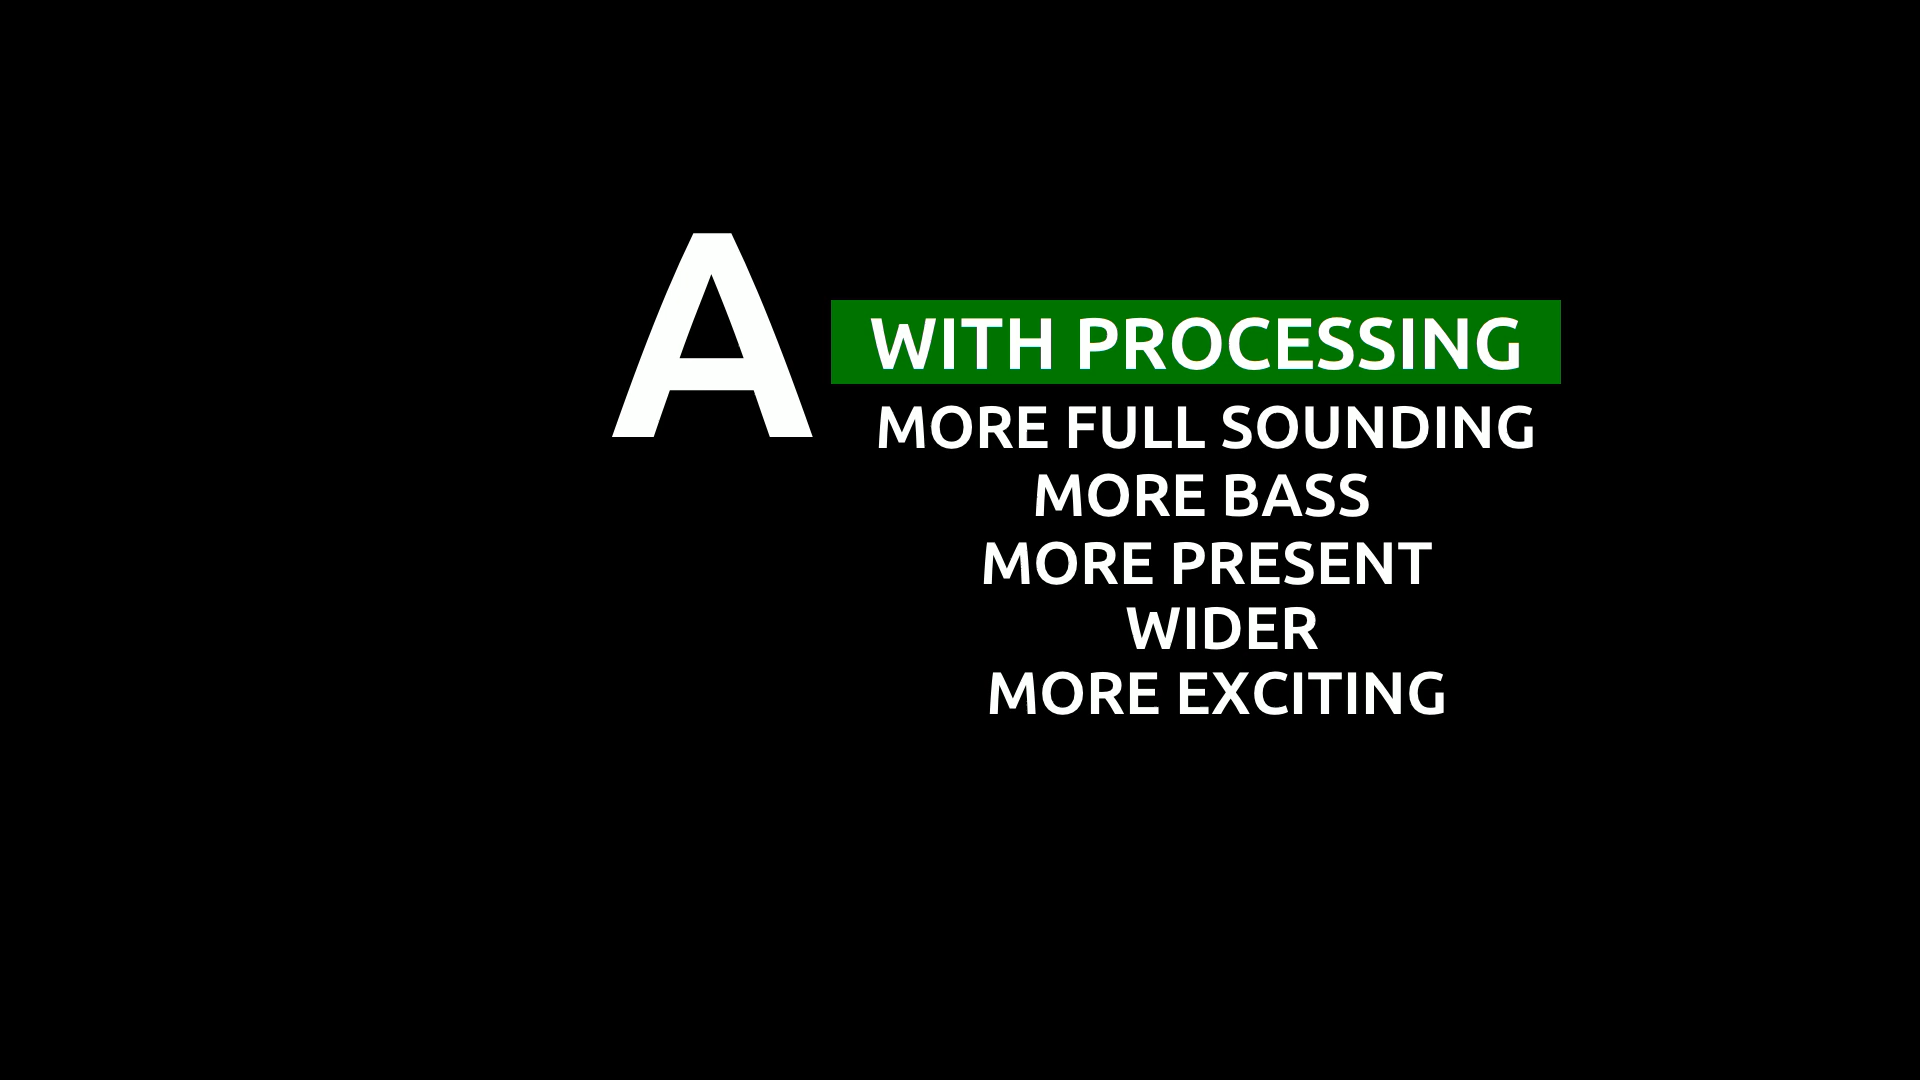 A
WITH PROCESSING
MORE FULL SOUNDING
MORE BASS
MORE PRESENT
WIDER
MORE EXCITING